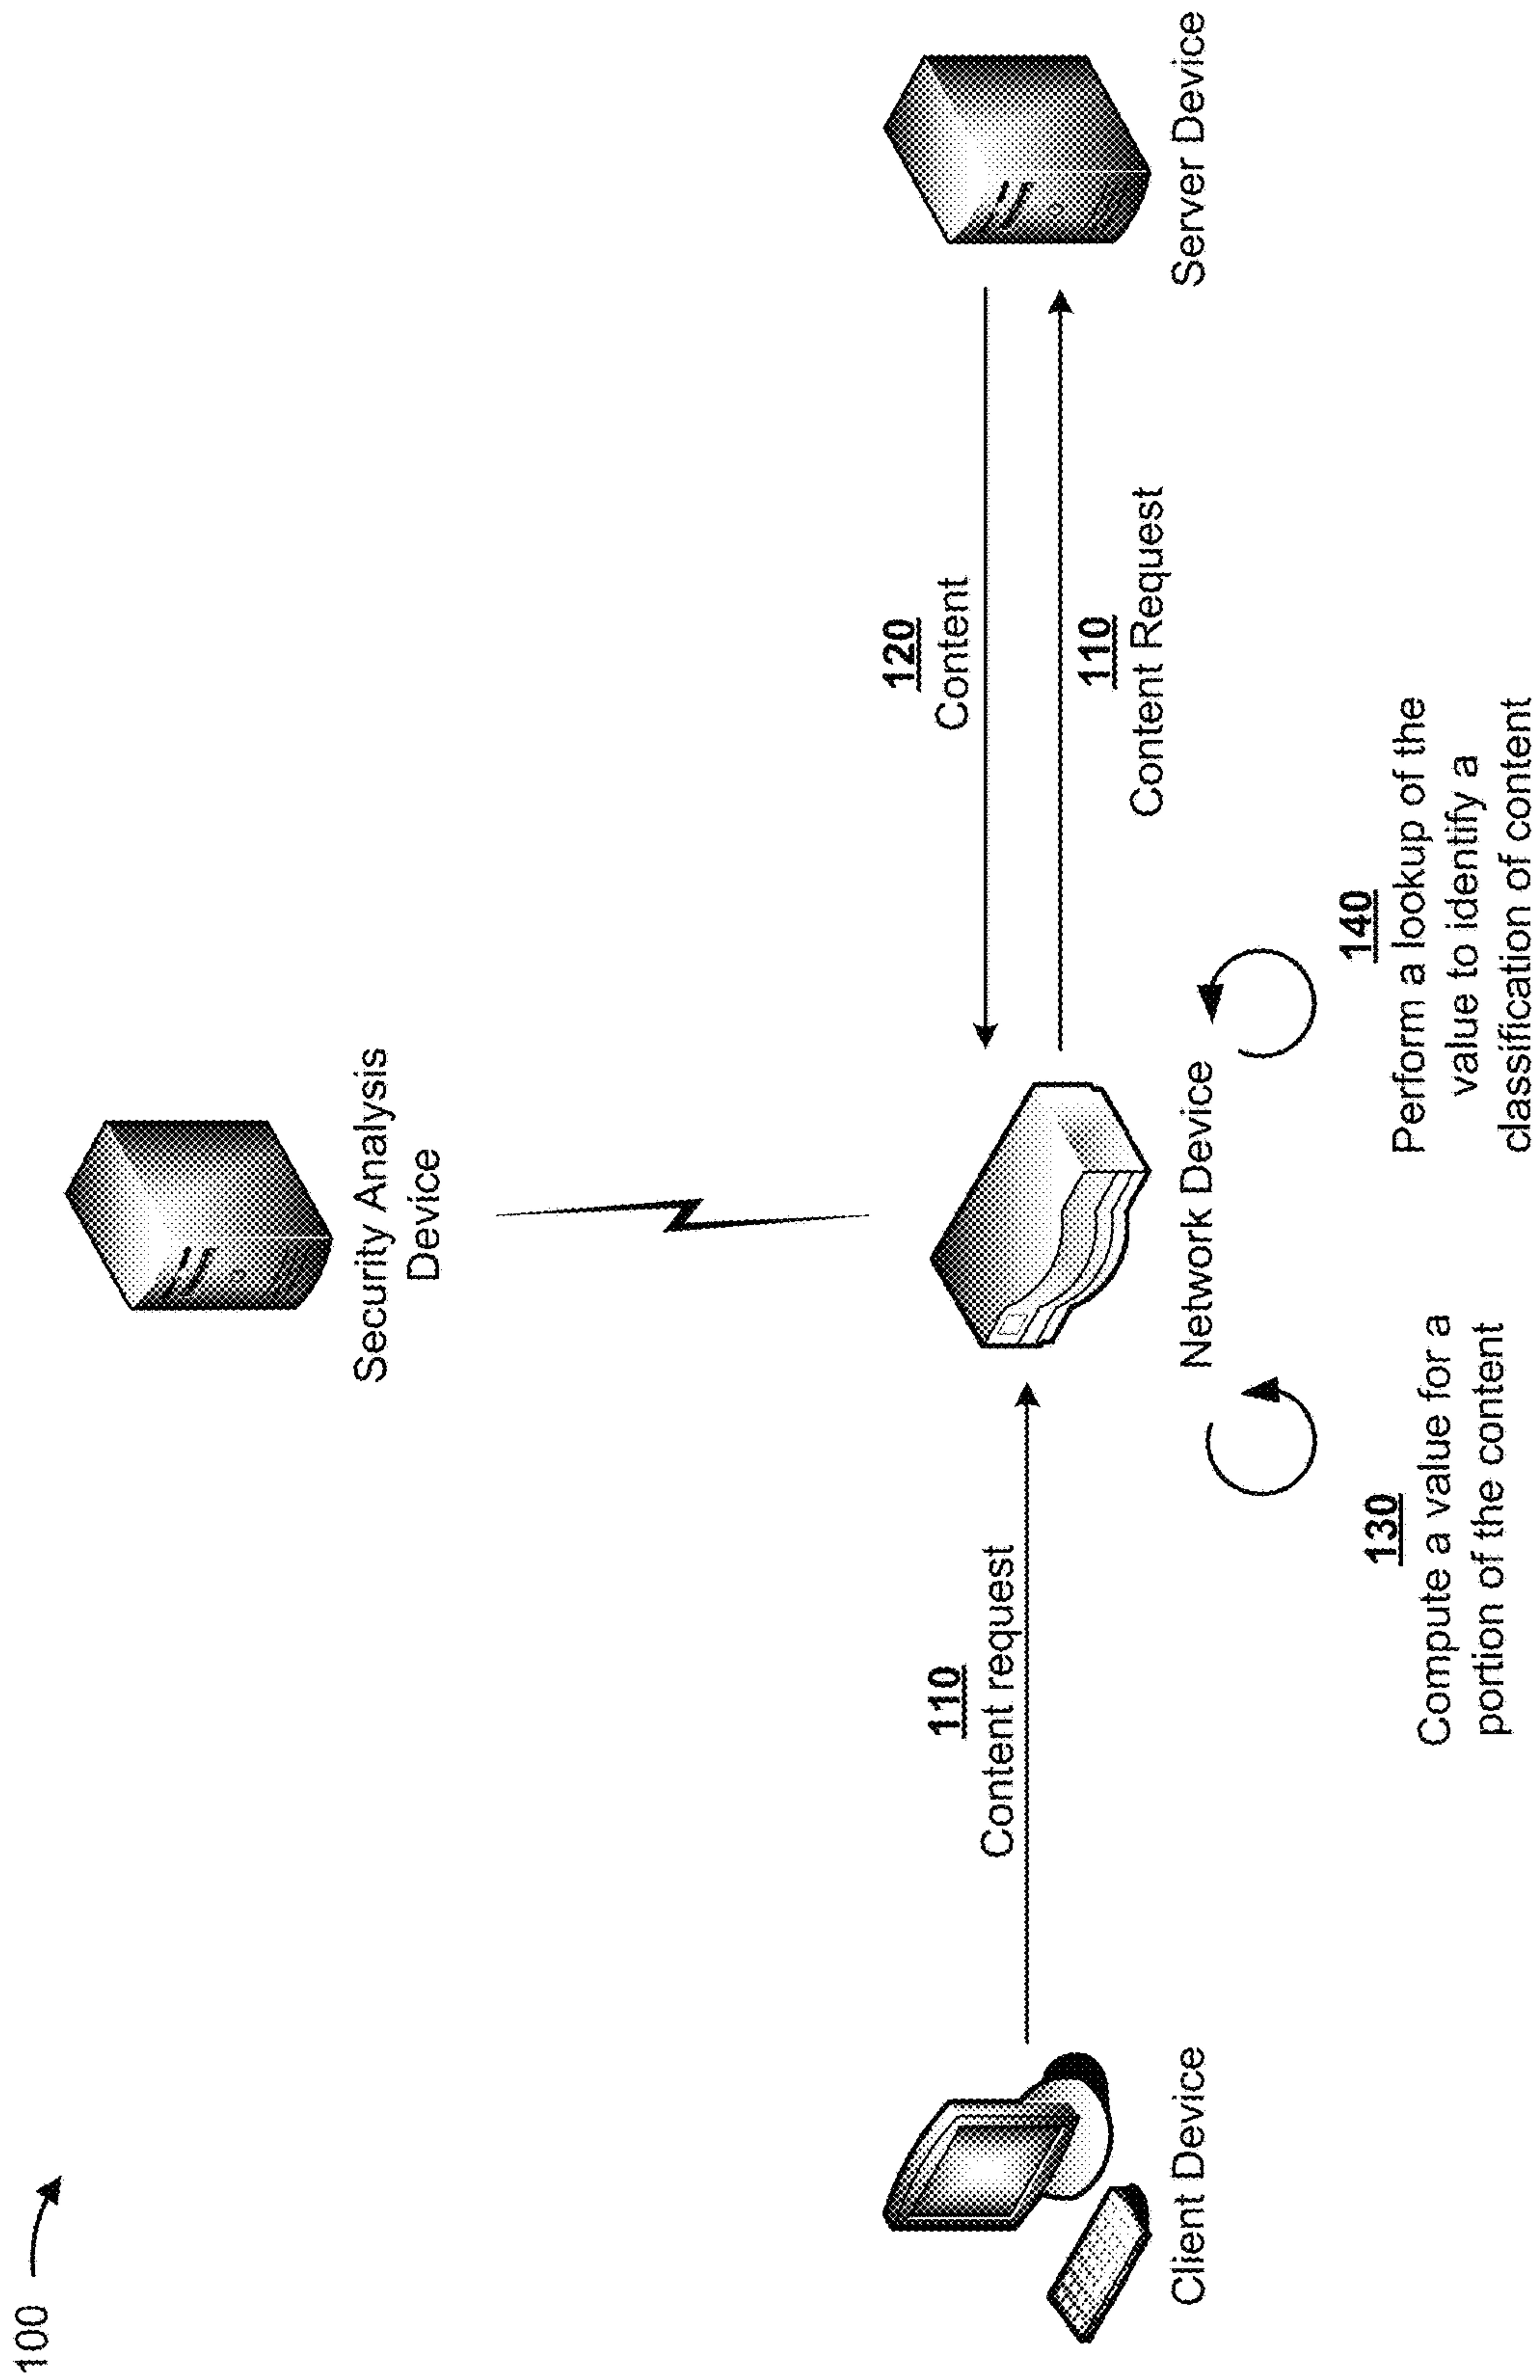 100
Security Analysis
Device
110
Content request
120
Content
110
Content Request
Client Device
Network Device
Server Device
130
Compute a value for a
portion of the content
140
Perform a lookup of the
value to identify a
classification of content